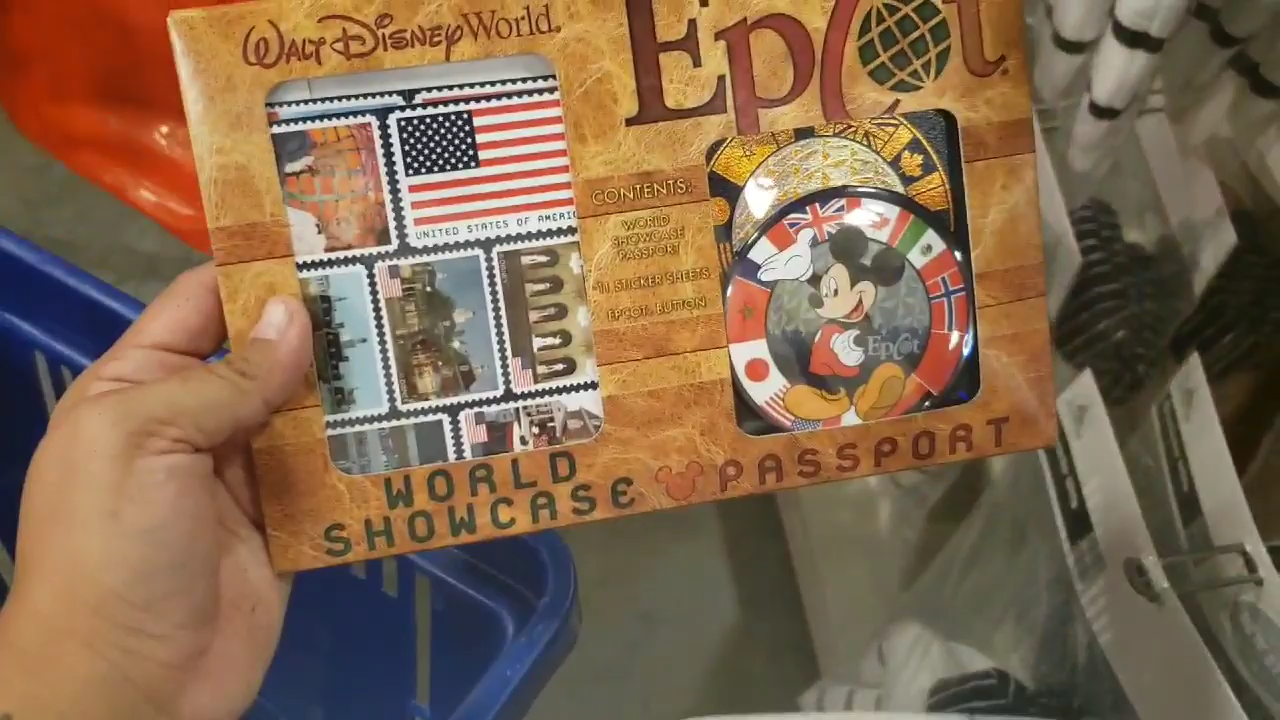 WALT DISNEY World.
Epcot.
UNITED STATES OF AMERIC
CONTENTS:
WORLD
SHOWCASE
PASSPORT
11 STICKER SHEETS
EPCOT. BUTTON
Epcot
WORLD
SHOWCASE
PASSPORT